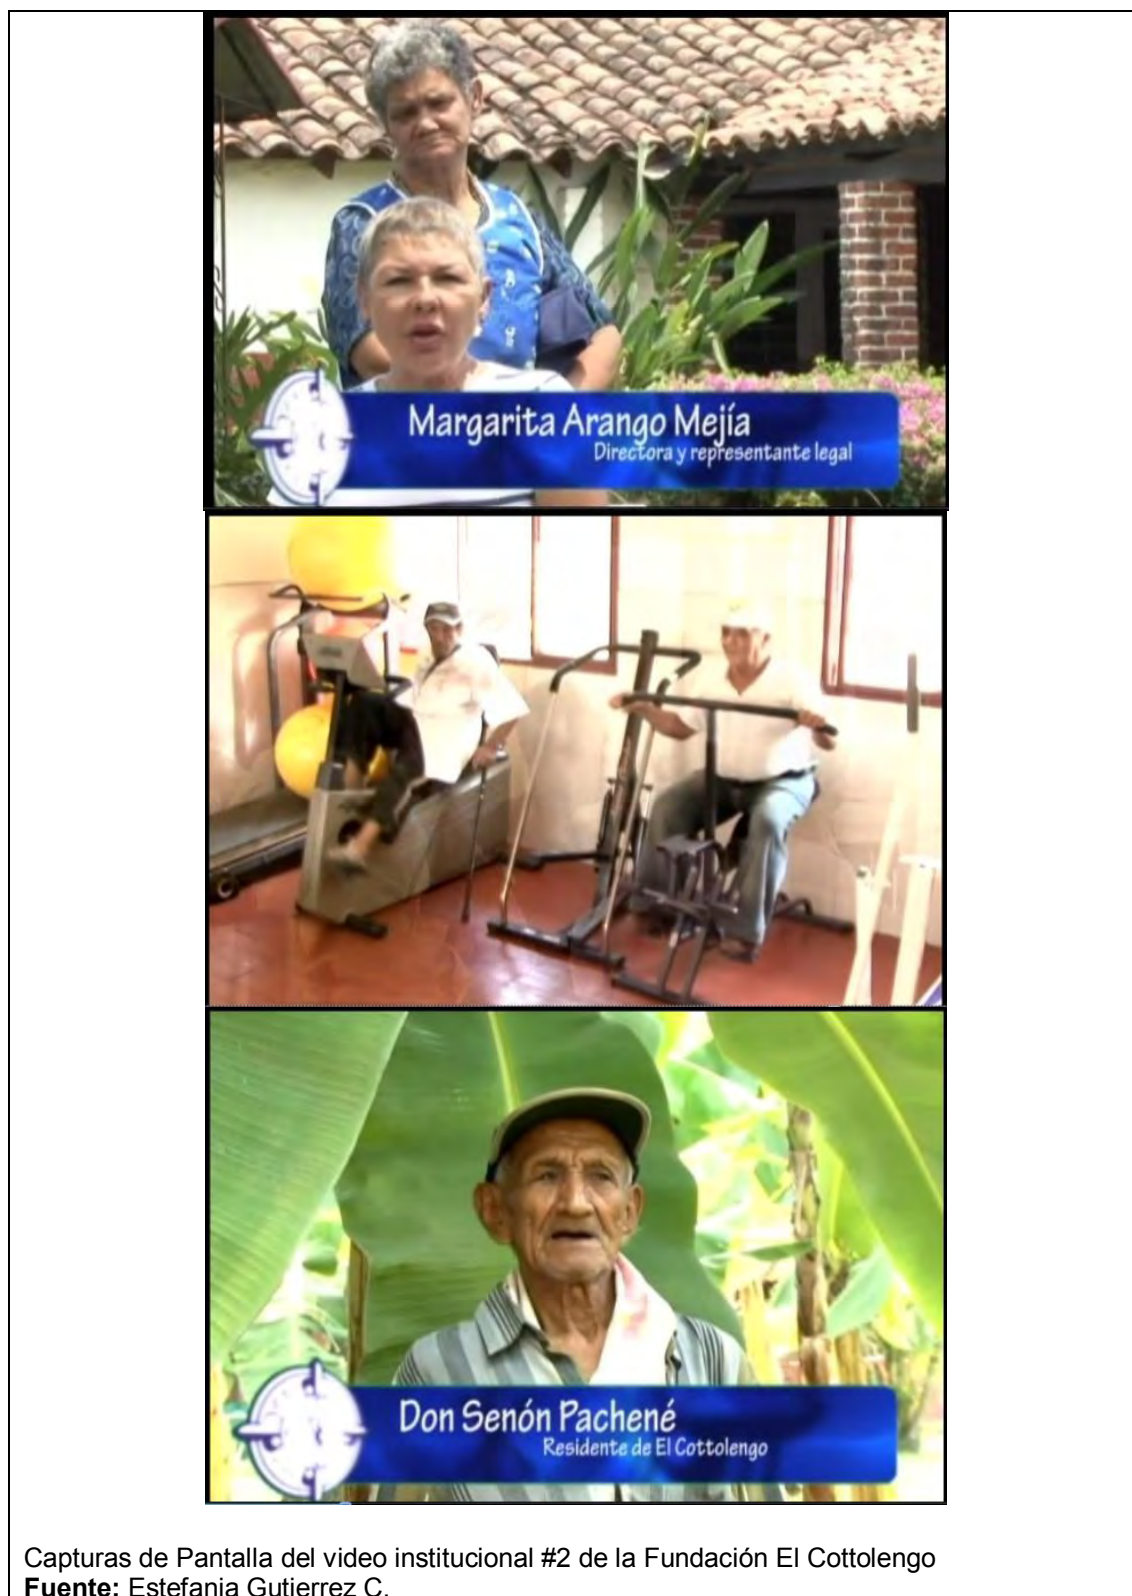 Margarita Arango Mejía
Directora y representante legal
Don Senón Pachené
Residente de El Cottolengo
Capturas de Pantalla del video institucional #2 de la Fundación El Cottolengo
Fuente: Estefania Gutierrez C.